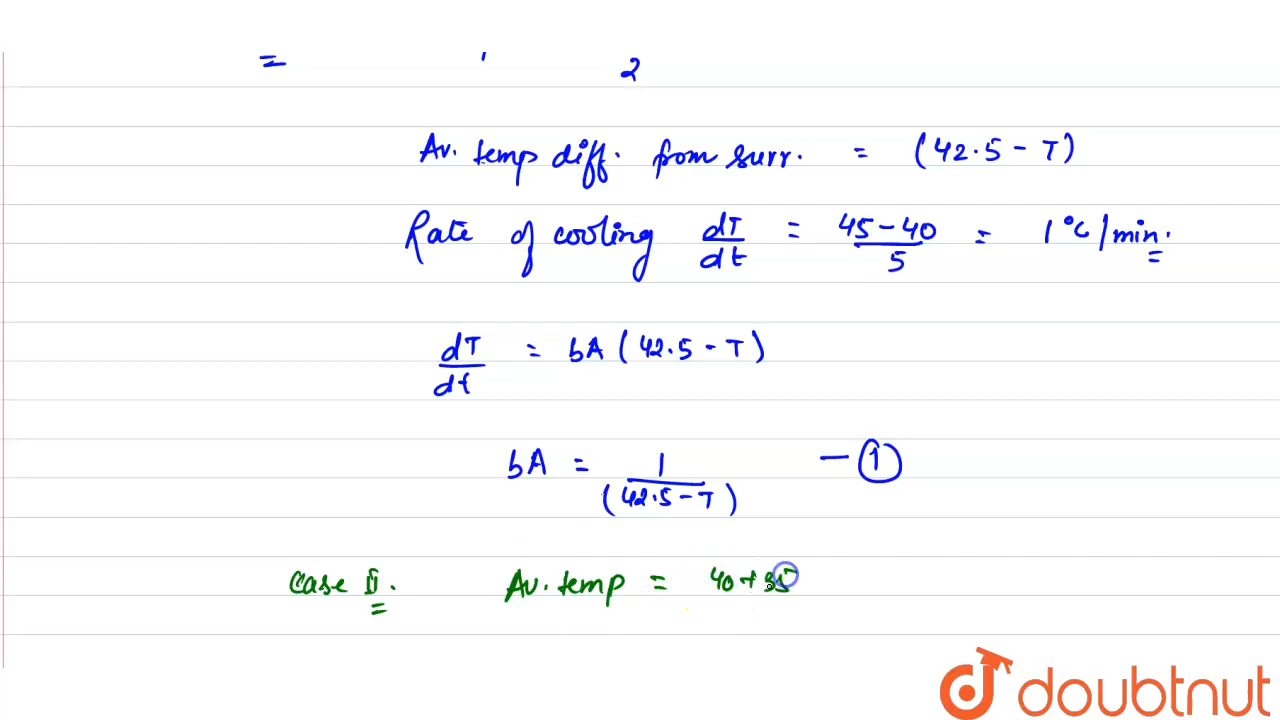 =
2
Av. temp diff. from surr. = (42.5 - T)
Rate of cooling dT/dt = 45 - 40/5 = 1°C/min.
dT/dt = bA (42.5 - T)
bA = 1/(42.5 - T) - ①
Case II. Av. temp = 40 + 35
doubtnut